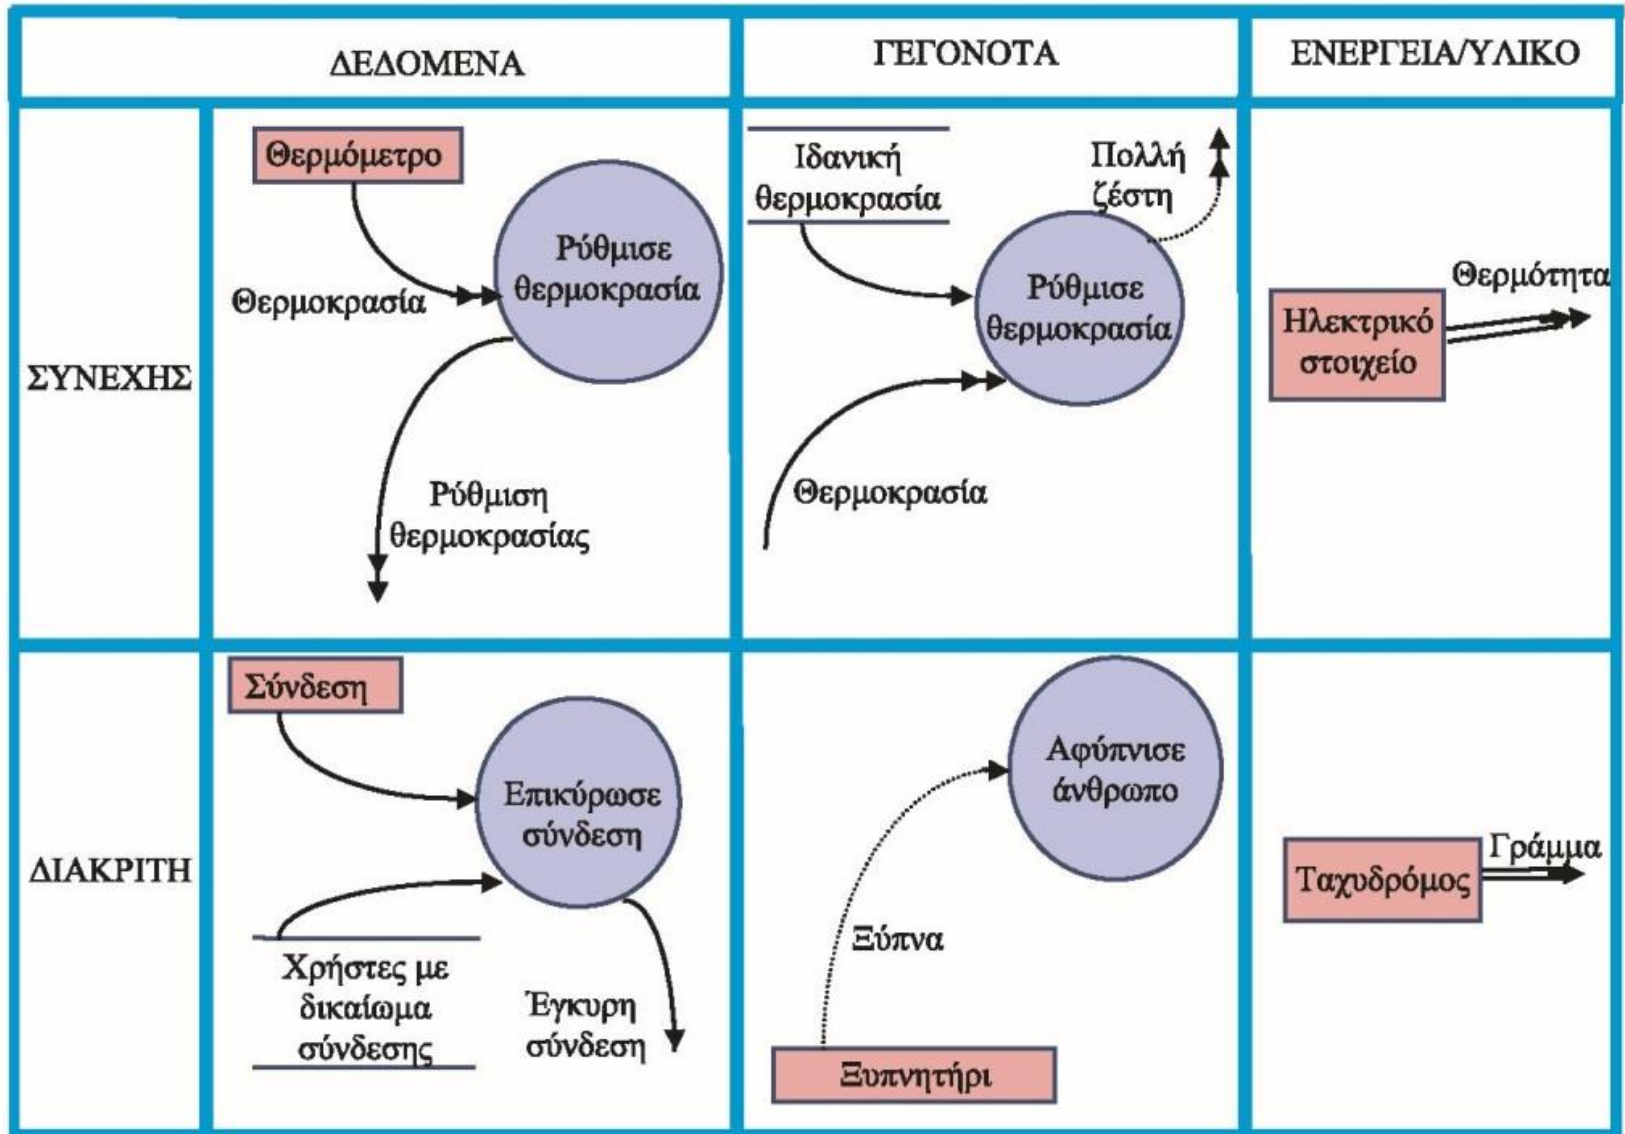 ΔΕΔΟΜΕΝΑ
ΓΕΓΟΝΟΤΑ
ΕΝΕΡΓΕΙΑ/ΥΛΙΚΟ
ΣΥΝΕΧΗΣ
Θερμόμετρο
Ρύθμισε
θερμοκρασία
Θερμοκρασία
Ρύθμιση
θερμοκρασίας
Ιδανική
θερμοκρασία
Πολλή
ζέστη
Ρύθμισε
θερμοκρασία
Θερμοκρασία
Θερμότητα
Ηλεκτρικό
στοιχείο
ΔΙΑΚΡΙΤΗ
Σύνδεση
Επικύρωσε
σύνδεση
Χρήστες με
δικαίωμα
σύνδεσης
Έγκυρη
σύνδεση
Αφύπνισε
άνθρωπο
Ξύπνα
Ξυπνητήρι
Γράμμα
Ταχυδρόμος